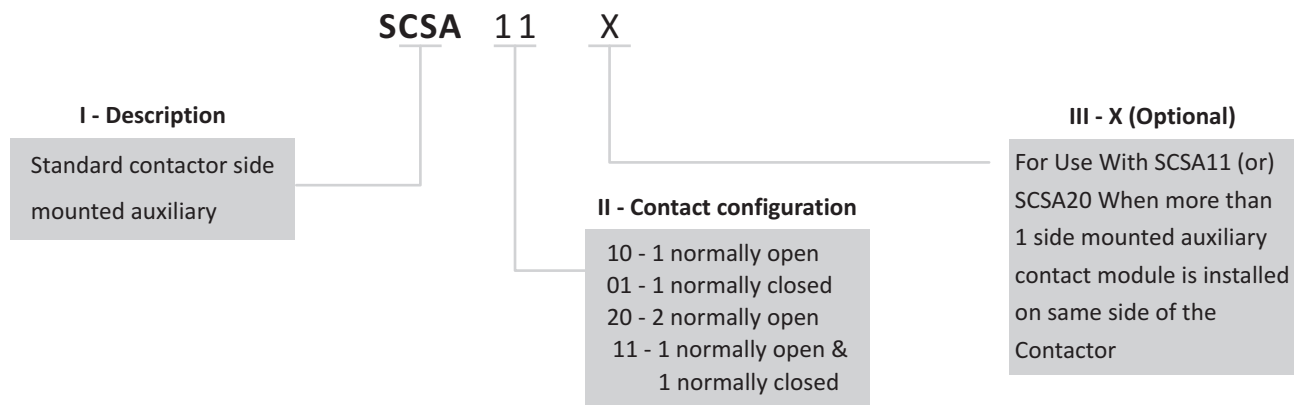 SCSA 11 X
I - Description
Standard contactor side
mounted auxiliary
II - Contact configuration
10 - 1 normally open
01 - 1 normally closed
20 - 2 normally open
11 - 1 normally open &
1 normally closed
III - X (Optional)
For Use With SCSA11 (or)
SCSA20 When more than
1 side mounted auxiliary
contact module is installed
on same side of the
Contactor